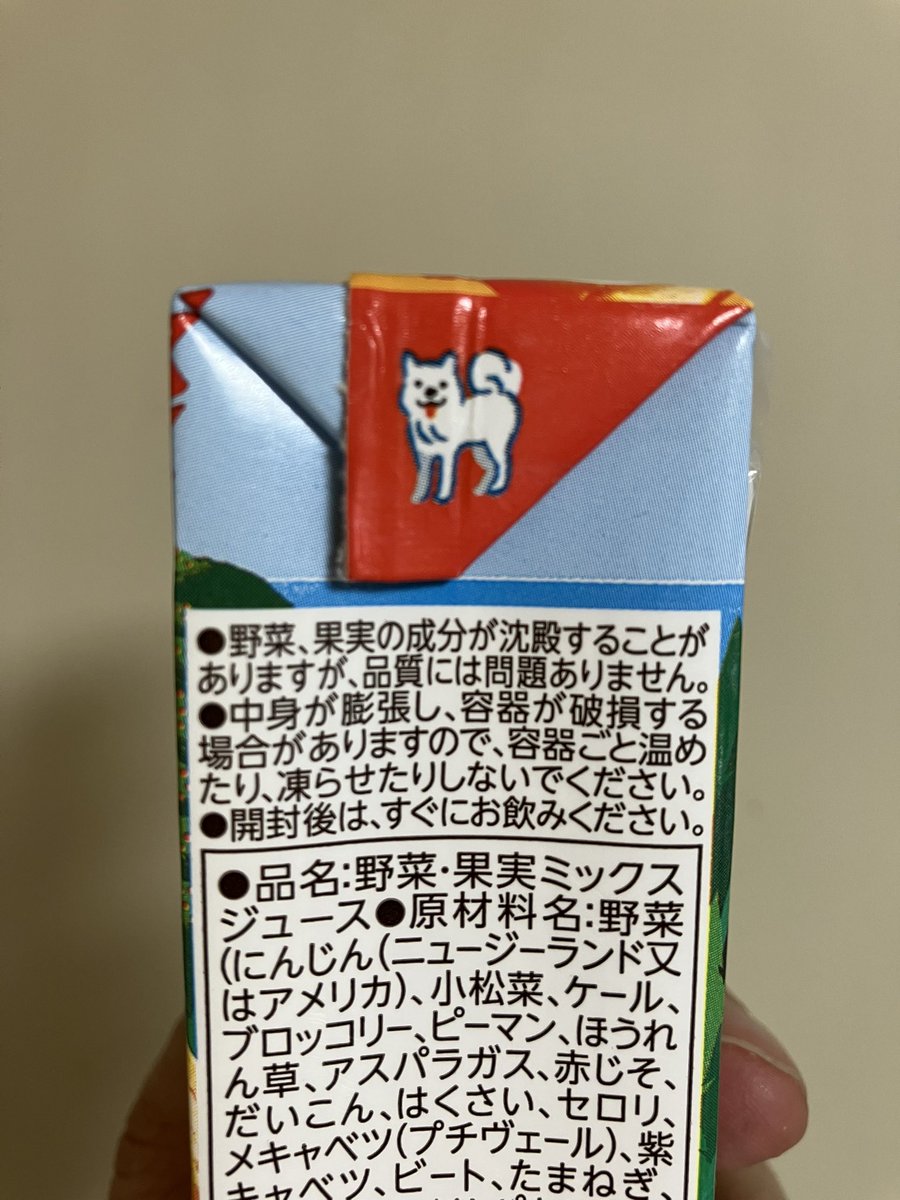 ●野菜、果実の成分が沈殿することが
ありますが、品質には問題ありません。
●中身が膨張し、容器が破損する
場合がありますので、容器ごと温め
たり、凍らせたりしないでください。
●開封後は、すぐにお飲みください。
●品名:野菜・果実ミックス
ジュース●原材料名:野菜
(にんじん(ニュージーランド又
はアメリカ)、小松菜、ケール、
ブロッコリー、ピーマン、ほうれ
ん草、アスパラガス、赤じそ、
だいこん、はくさい、セロリ、
メキャベツ(プチヴェール)、紫
キャベツ、ビート、たまねぎ、